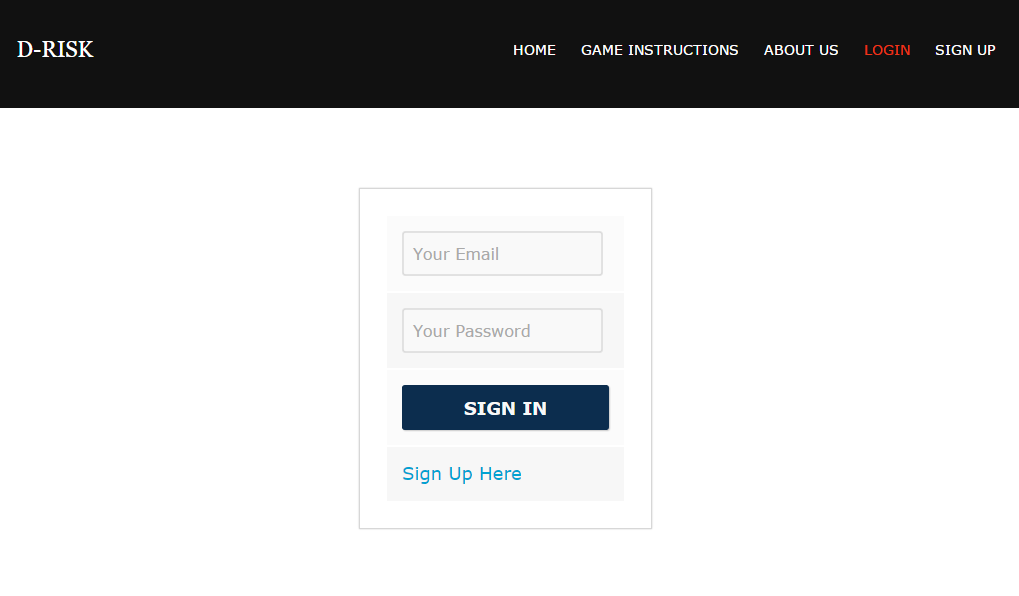 D-RISK
HOME GAME INSTRUCTIONS ABOUT US LOGIN SIGN UP
Your Email
Your Password
SIGN IN
Sign Up Here